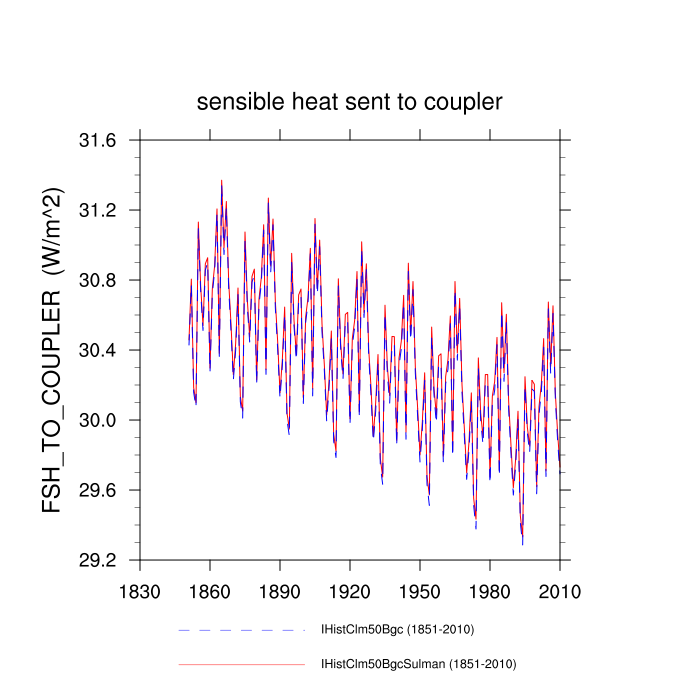 sensible heat sent to coupler
FSH_TO_COUPLER (W/m^2)
31.6
31.2
30.8
30.4
30.0
29.6
29.2
1830 1860 1890 1920 1950 1980 2010
IHistClm50Bgc (1851-2010)
IHistClm50BgcSulman (1851-2010)